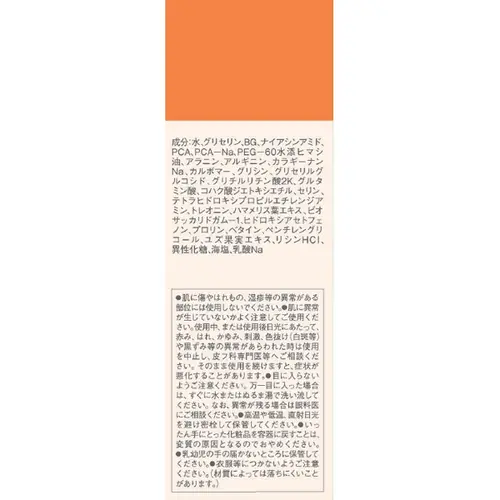 成分:水、グリセリン、BG、ナイアシンアミド、
PCA、PCA–Na、PEG–60水添ヒマシ
油、アラニン、アルギニン、カラギーナン
Na、カルボマー、グリシン、グリセリルグ
ルコシド、グリチルリチン酸2K、グルタ
ミン酸、コハク酸ジエトキシエチル、セリン、
テトラヒドロキシプロピルエチレンジア
ミン、トレオニン、ハマメリス葉エキス、ビオ
サッカリドガム–1、ヒドロキシアセトフェ
ノン、プロリン、ベタイン、ペンチレングリ
コール、ユズ果実エキス、リシンHCl、
異性化糖、海塩、乳酸Na
●肌に傷やはれもの、湿疹等の異常がある
部位には使用しないでください。●肌に異常
が生じていないかよく注意してご使用くだ
さい。使用中、または使用後日光にあたって、
赤み、はれ、かゆみ、刺激、色抜け(白斑等)
や黒ずみ等の異常があらわれた時は使用
を中止し、皮フ科専門医等へご相談くださ
い。そのまま使用を続けますと、症状が
悪化することがあります。●目に入らない
ようご注意ください。万一目に入った場合
は、すぐに水またはぬるま湯で洗い流して
ください。なお、異常が残る場合は眼科医
にご相談ください。●高温や低温、直射日光
を避け密栓して保管してください。●いっ
たん手にとった化粧品を容器に戻すことは、
変質の原因となるのでおやめください。
●乳幼児の手の届かないところに保管して
ください。●衣服等につかないようご注意
ください。(材質によっては落ちにくいこと
があります。)